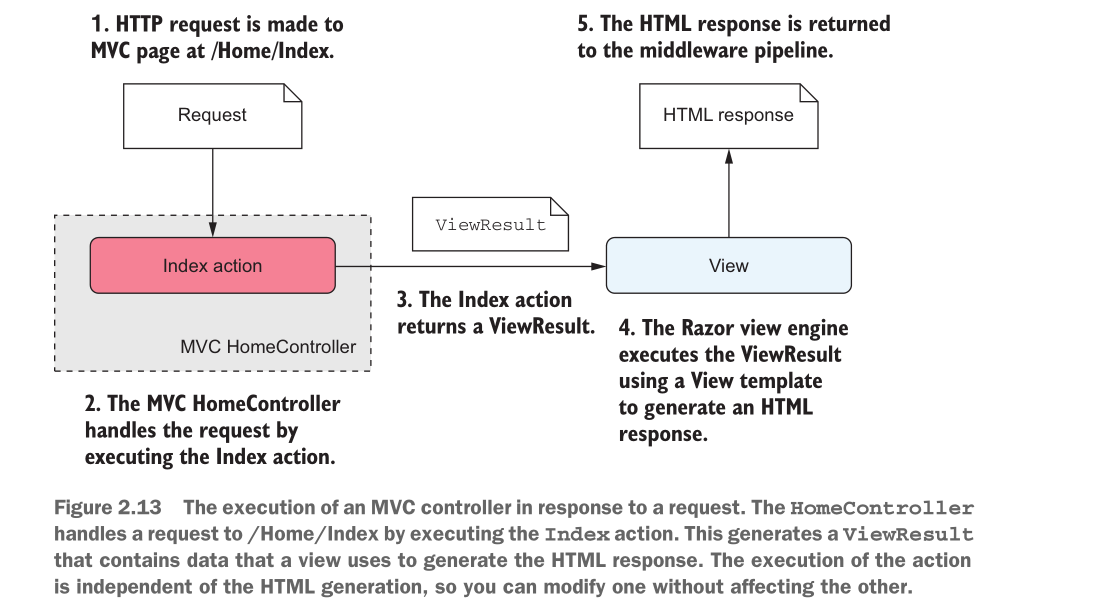 1. HTTP request is made to
MVC page at /Home/Index.
5. The HTML response is returned
to the middleware pipeline.
Request
HTML response
ViewResult
Index action
View
3. The Index action
returns a ViewResult.
MVC HomeController
4. The Razor view engine
executes the ViewResult
using a View template
to generate an HTML
response.
2. The MVC HomeController
handles the request by
executing the Index action.
Figure 2.13 The execution of an MVC controller in response to a request. The HomeController
handles a request to /Home/Index by executing the Index action. This generates a ViewResult
that contains data that a view uses to generate the HTML response. The execution of the action
is independent of the HTML generation, so you can modify one without affecting the other.